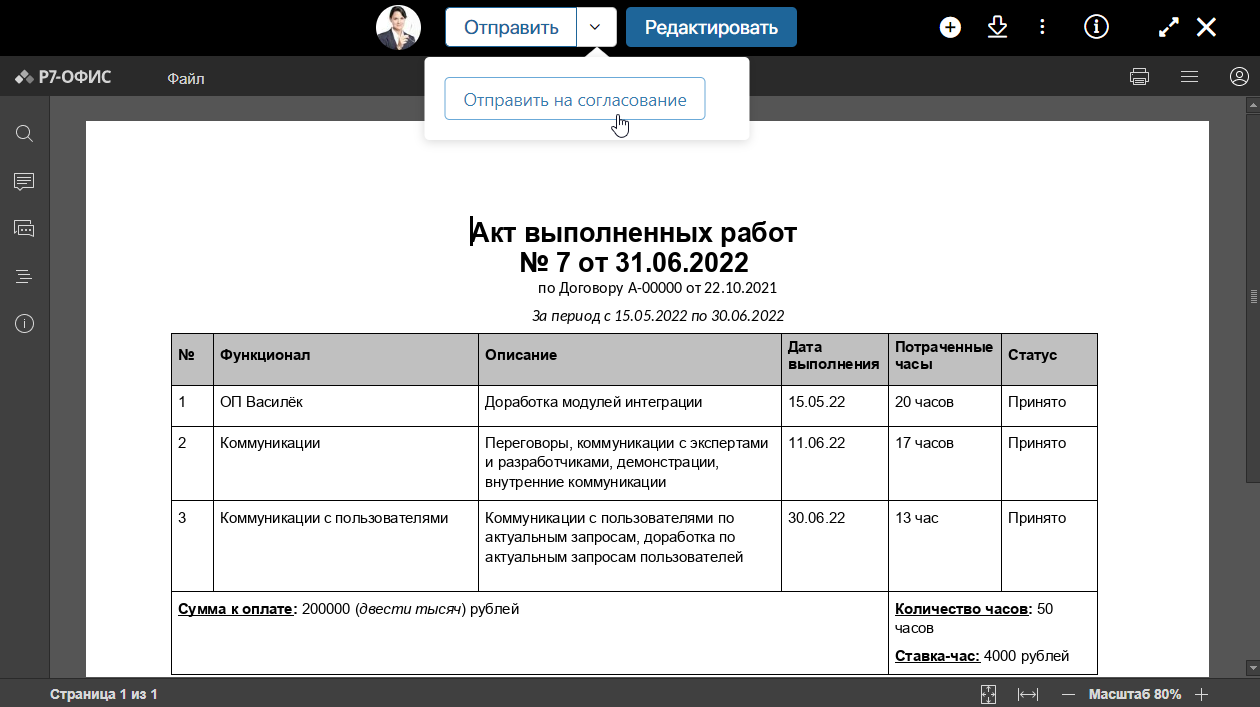 Отправить
Редактировать
Р7-ОФИС
Файл
Отправить на согласование
Акт выполненных работ
№ 7 от 31.06.2022
по Договору А-00000 от 22.10.2021
За период с 15.05.2022 по 30.06.2022
№ Функционал Описание Дата выполнения Потраченные часы Статус
1 ОП Василёк Доработка модулей интеграции 15.05.22 20 часов Принято
2 Коммуникации Переговоры, коммуникации с экспертами 11.06.22 17 часов Принято
и разработчиками, демонстрации,
внутренние коммуникации
3 Коммуникации с пользователями Коммуникации с пользователями по 30.06.22 13 час Принято
актуальным запросам, доработка по
актуальным запросам пользователей
Сумма к оплате: 200000 (двести тысяч) рублей
Количество часов: 50
часов
Ставка-час: 4000 рублей
Страница 1 из 1
Масштаб 80%